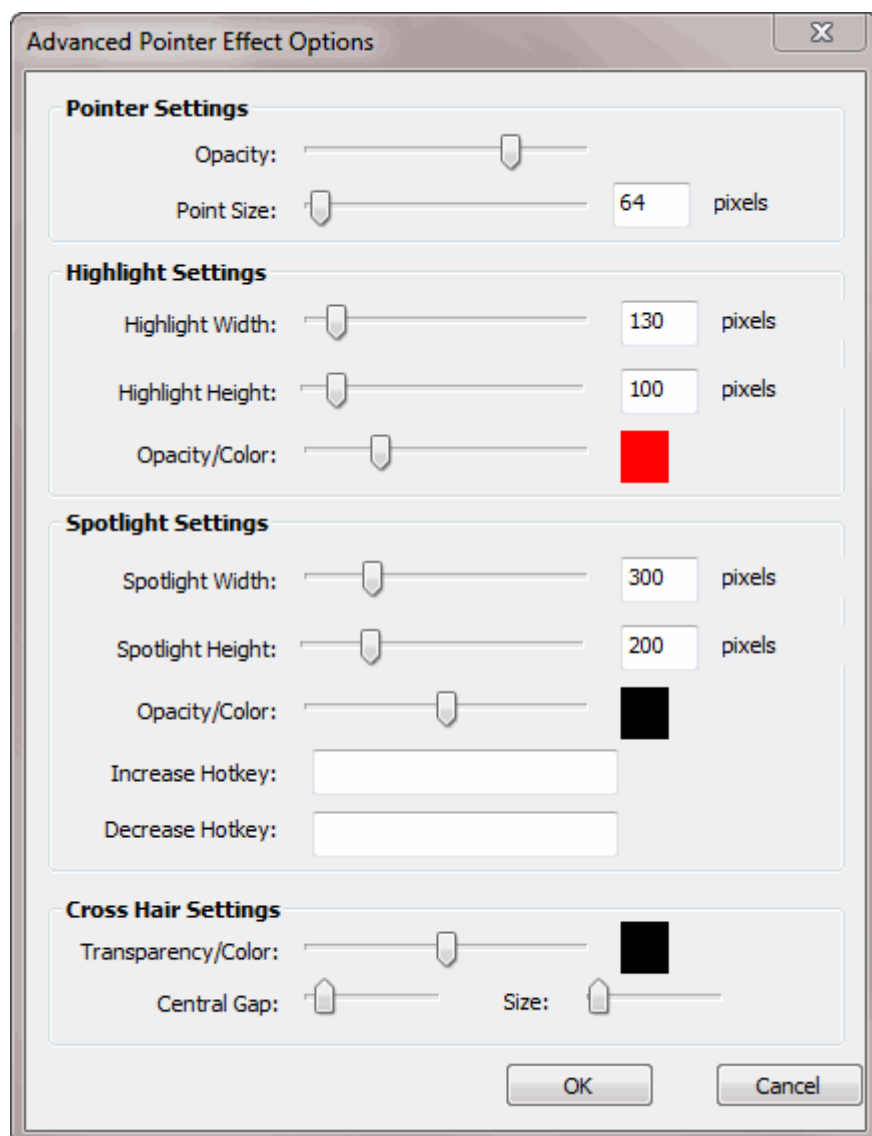 Advanced Pointer Effect Options
Pointer Settings
Opacity:
Point Size: 64 pixels
Highlight Settings
Highlight Width: 130 pixels
Highlight Height: 100 pixels
Opacity/Color:
Spotlight Settings
Spotlight Width: 300 pixels
Spotlight Height: 200 pixels
Opacity/Color:
Increase Hotkey:
Decrease Hotkey:
Cross Hair Settings
Transparency/Color:
Central Gap: Size:
OK Cancel